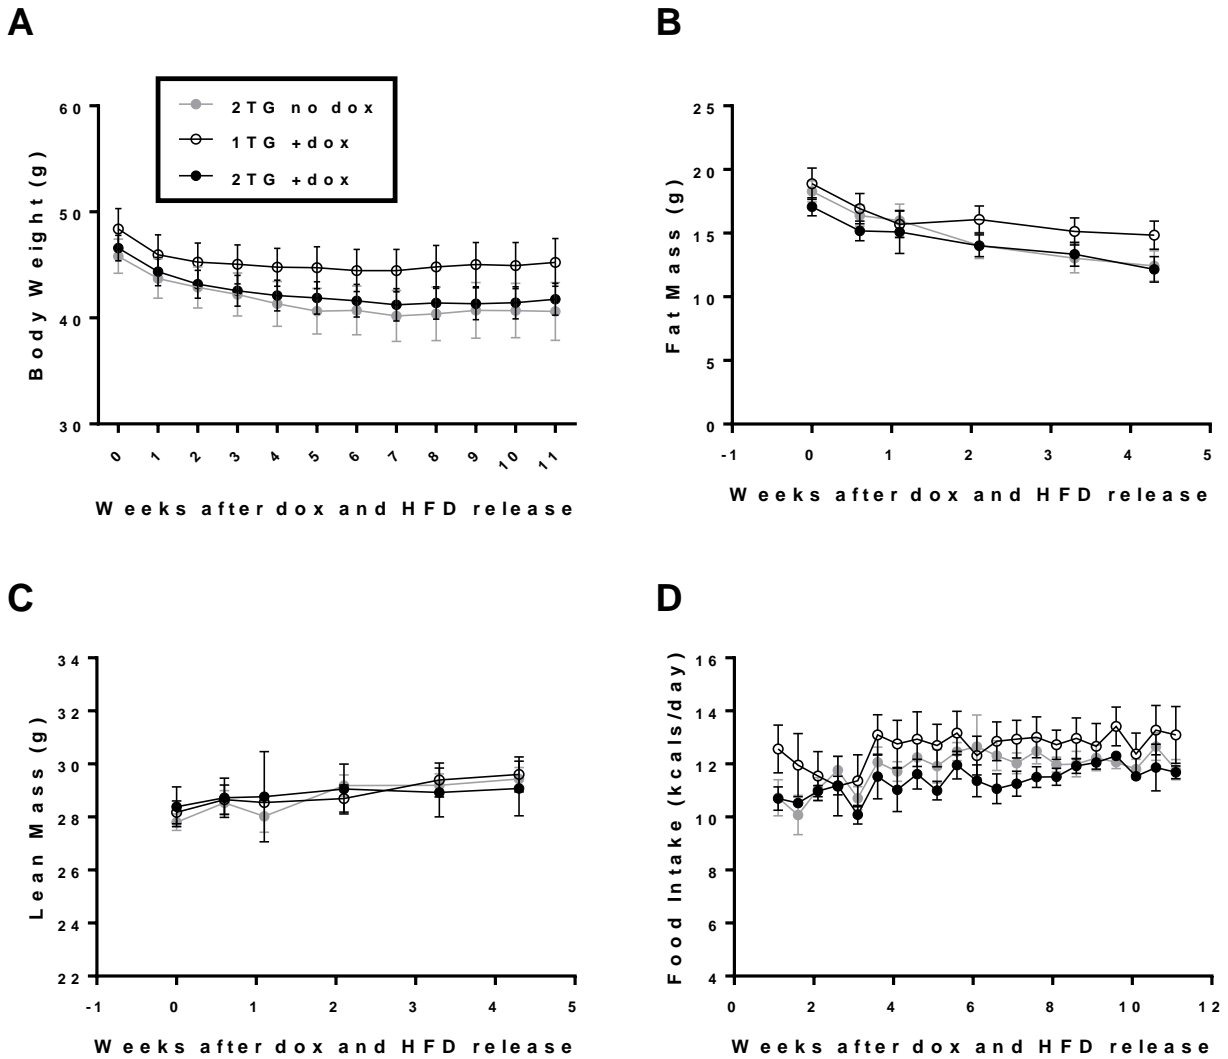 A
B
2TG no dox
1TG +dox
2TG +dox
60
50
40
30
Body Weight (g)
0 1 2 3 4 5 6 7 8 9 10 11
Weeks after dox and HFD release
25
20
15
10
5
0
Fat Mass (g)
-1 0 1 2 3 4 5
Weeks after dox and HFD release
C
D
34
32
30
28
26
24
22
Lean Mass (g)
-1 0 1 2 3 4 5
Weeks after dox and HFD release
16
14
12
10
8
6
4
Food Intake (kcals/day)
0 2 4 6 8 10 12
Weeks after dox and HFD release